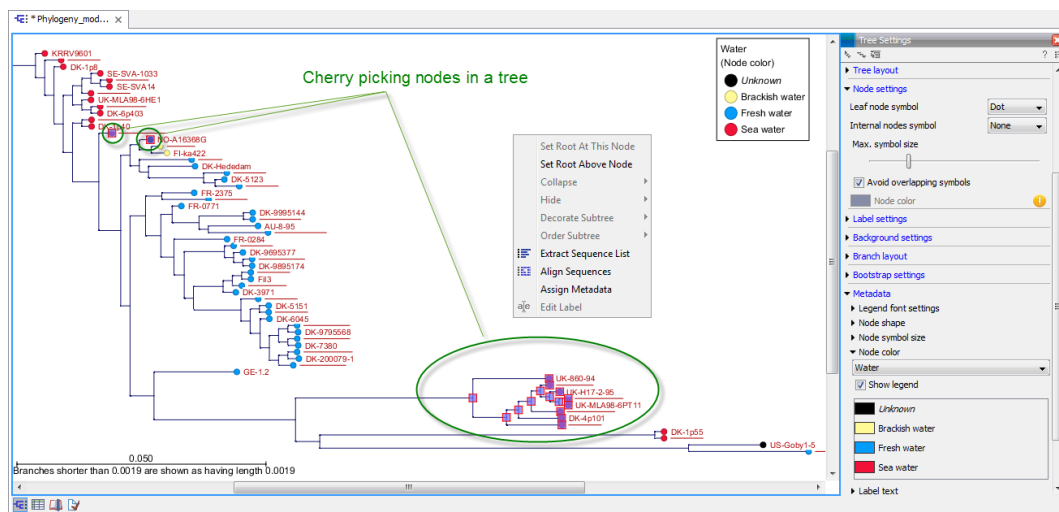 * Phylogeny_mod...
KRRV9601
DK-1p8
SE-SVA-1033
SE-SVA14
UK-MLA98-6HE1
DK-6p403
NO-A16368G
FI-ka422
DK-Hededam
DK-5123
FR-2375
FR-0771
DK-9995144
AU-8-95
FR-0284
DK-9695377
DK-9895174
Fil3
DK-3971
DK-5151
DK-6045
DK-9795568
DK-7380
DK-200079-1
GE-1.2
UK-860-94
UK-H17-2-95
UK-MLA98-6PT11
DK-4p101
DK-1p55
US-Goby1-5
0.050
Branches shorter than 0.0019 are shown as having length 0.0019
Cherry picking nodes in a tree
Water
(Node color)
Unknown
Brackish water
Fresh water
Sea water
Set Root At This Node
Set Root Above Node
Collapse
Hide
Decorate Subtree
Order Subtree
Extract Sequence List
Align Sequences
Assign Metadata
Edit Label
Tree Settings
Tree layout
Node settings
Leaf node symbol Dot
Internal nodes symbol None
Max. symbol size
Avoid overlapping symbols
Node color
Label settings
Background settings
Branch layout
Bootstrap settings
Metadata
Legend font settings
Node shape
Node symbol size
Node color
Water
Show legend
Unknown
Brackish water
Fresh water
Sea water
Label text